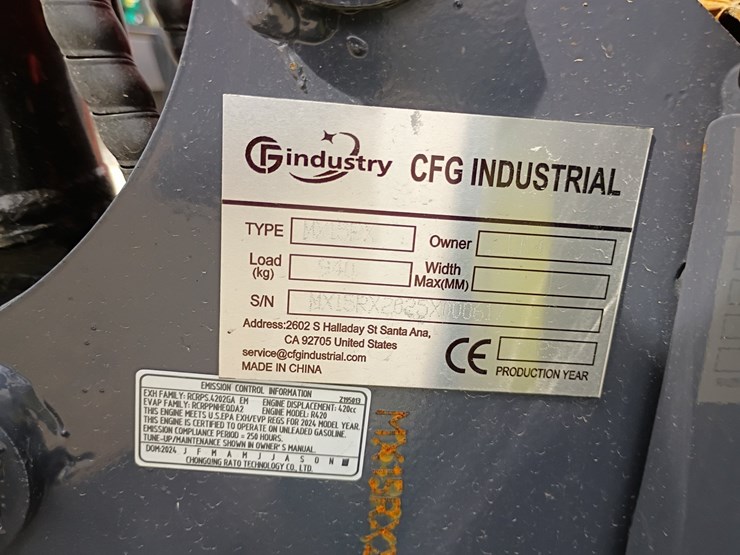 CFindustry CFG INDUSTRIAL
TYPE MX15RX Owner
Load (kg) 940 Width Max(MM)
S/N
Address:2602 S Halladay St Santa Ana,
CA 92705 United States
service@cfgindustrial.com
MADE IN CHINA
CE PRODUCTION YEAR
EMISSION CONTROL INFORMATION
EXH FAMILY: RCRPS.4202GA EM ENGINE DISPLACEMENT: 420cc
EVAP FAMILY: RCRPPNHEQDA2 ENGINE MODEL: R420
THIS ENGINE MEETS U.S.EPA EXH/EVP REGS FOR 2024 MODEL YEAR.
THIS ENGINE IS CERTIFIED TO OPERATE ON UNLEADED GASOLINE.
EMISSION COMPLIANCE PERIOD = 250 HOURS.
TUNE-UP/MAINTENANCE SHOWN IN OWNER'S MANUAL.
DOM:2024 J F M A M J J A S O N
CHONGQING RATO TECHNOLOGY CO., LTD.